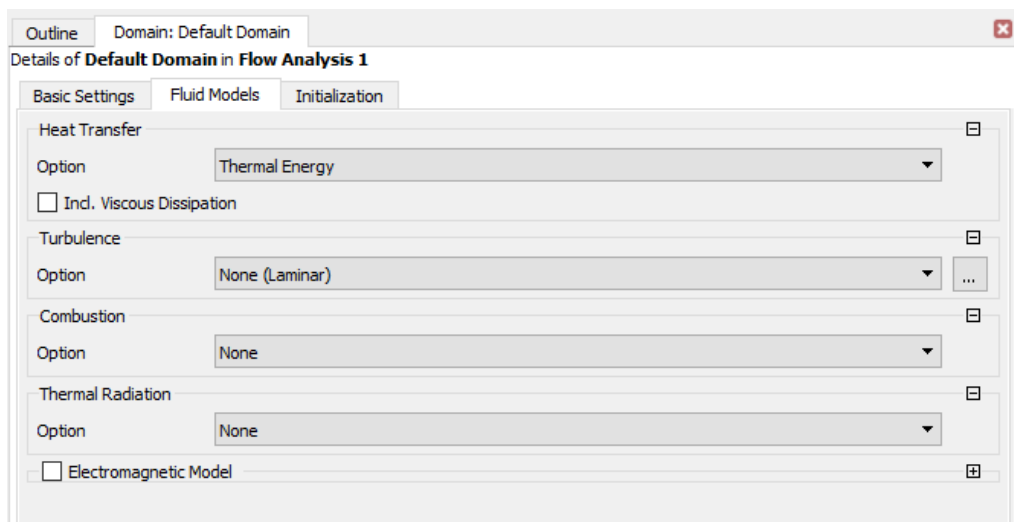 Outline Domain: Default Domain
Details of Default Domain in Flow Analysis 1
Basic Settings Fluid Models Initialization
Heat Transfer
Option Thermal Energy
Incl. Viscous Dissipation
Turbulence
Option None (Laminar) ...
Combustion
Option None
Thermal Radiation
Option None
Electromagnetic Model